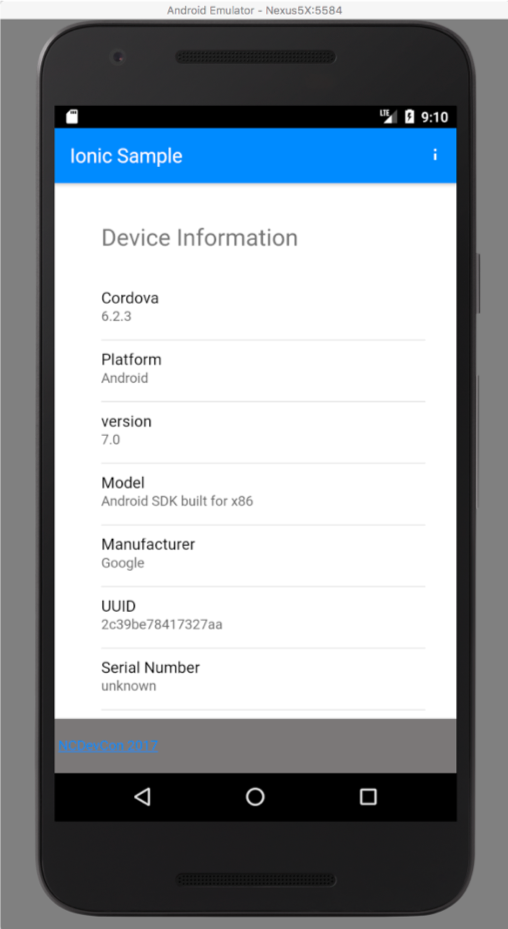 Android Emulator - Nexus5X:5584
LTE 9:10
Ionic Sample
Device Information
Cordova
6.2.3
Platform
Android
version
7.0
Model
Android SDK built for x86
Manufacturer
Google
UUID
2c39be78417327aa
Serial Number
unknown
NCDevCon 2017